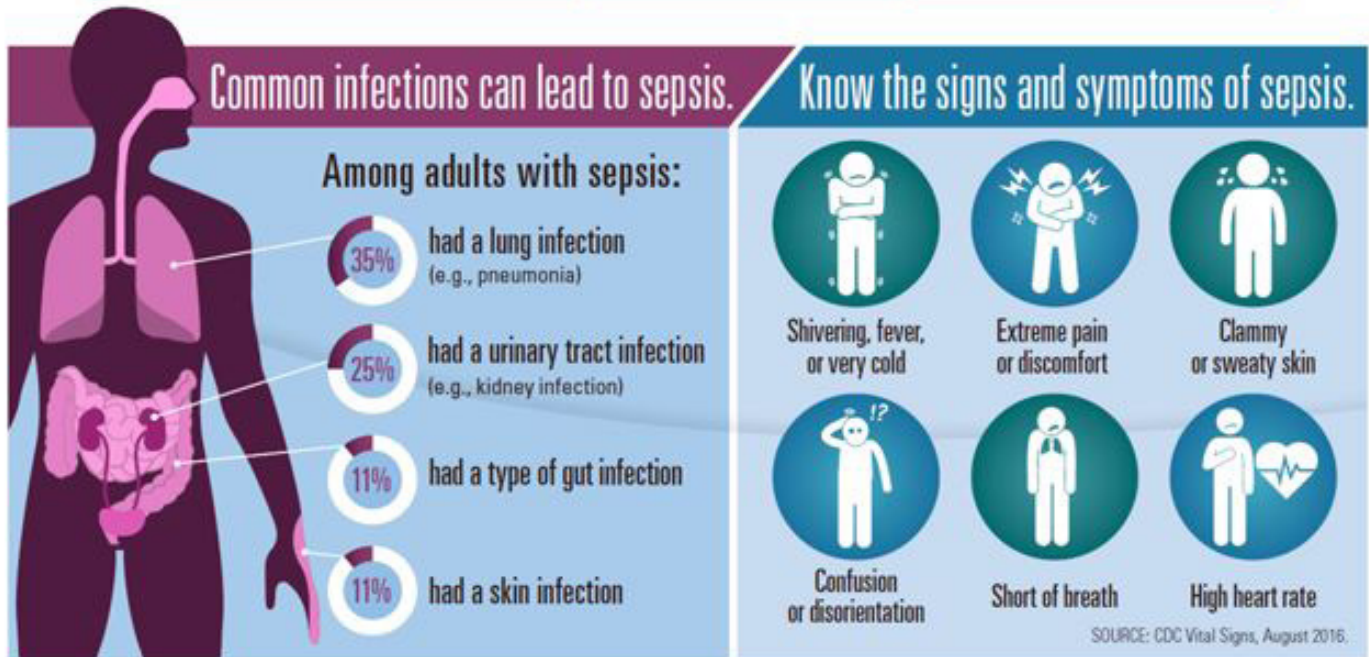 Common infections can lead to sepsis.
Among adults with sepsis:
35%
had a lung infection
(e.g., pneumonia)
25%
had a urinary tract infection
(e.g., kidney infection)
11%
had a type of gut infection
11%
had a skin infection
Know the signs and symptoms of sepsis.
Shivering, fever,
or very cold
Extreme pain
or discomfort
Clammy
or sweaty skin
!?
Confusion
or disorientation
Short of breath
High heart rate
SOURCE: CDC Vital Signs, August 2016.